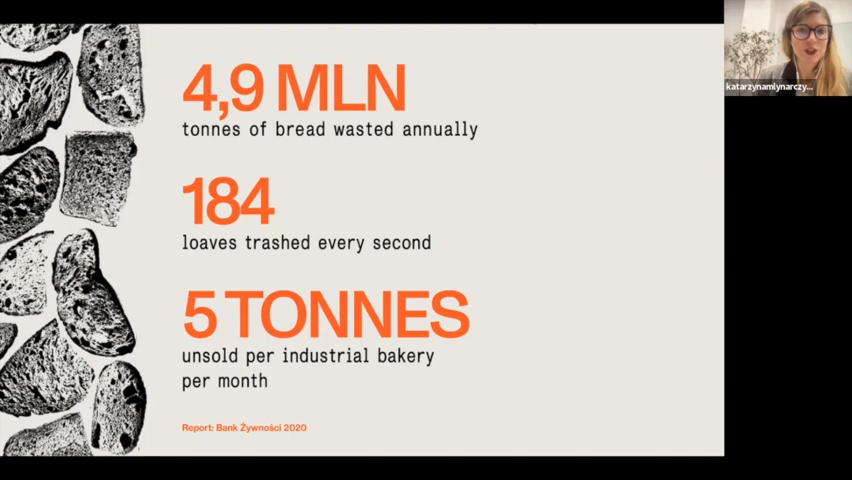 4,9 MLN
tonnes of bread wasted annually
184
loaves trashed every second
5 TONNES
unsold per industrial bakery
per month
Report: Bank Żywności 2020
katarzynamlynarczy...